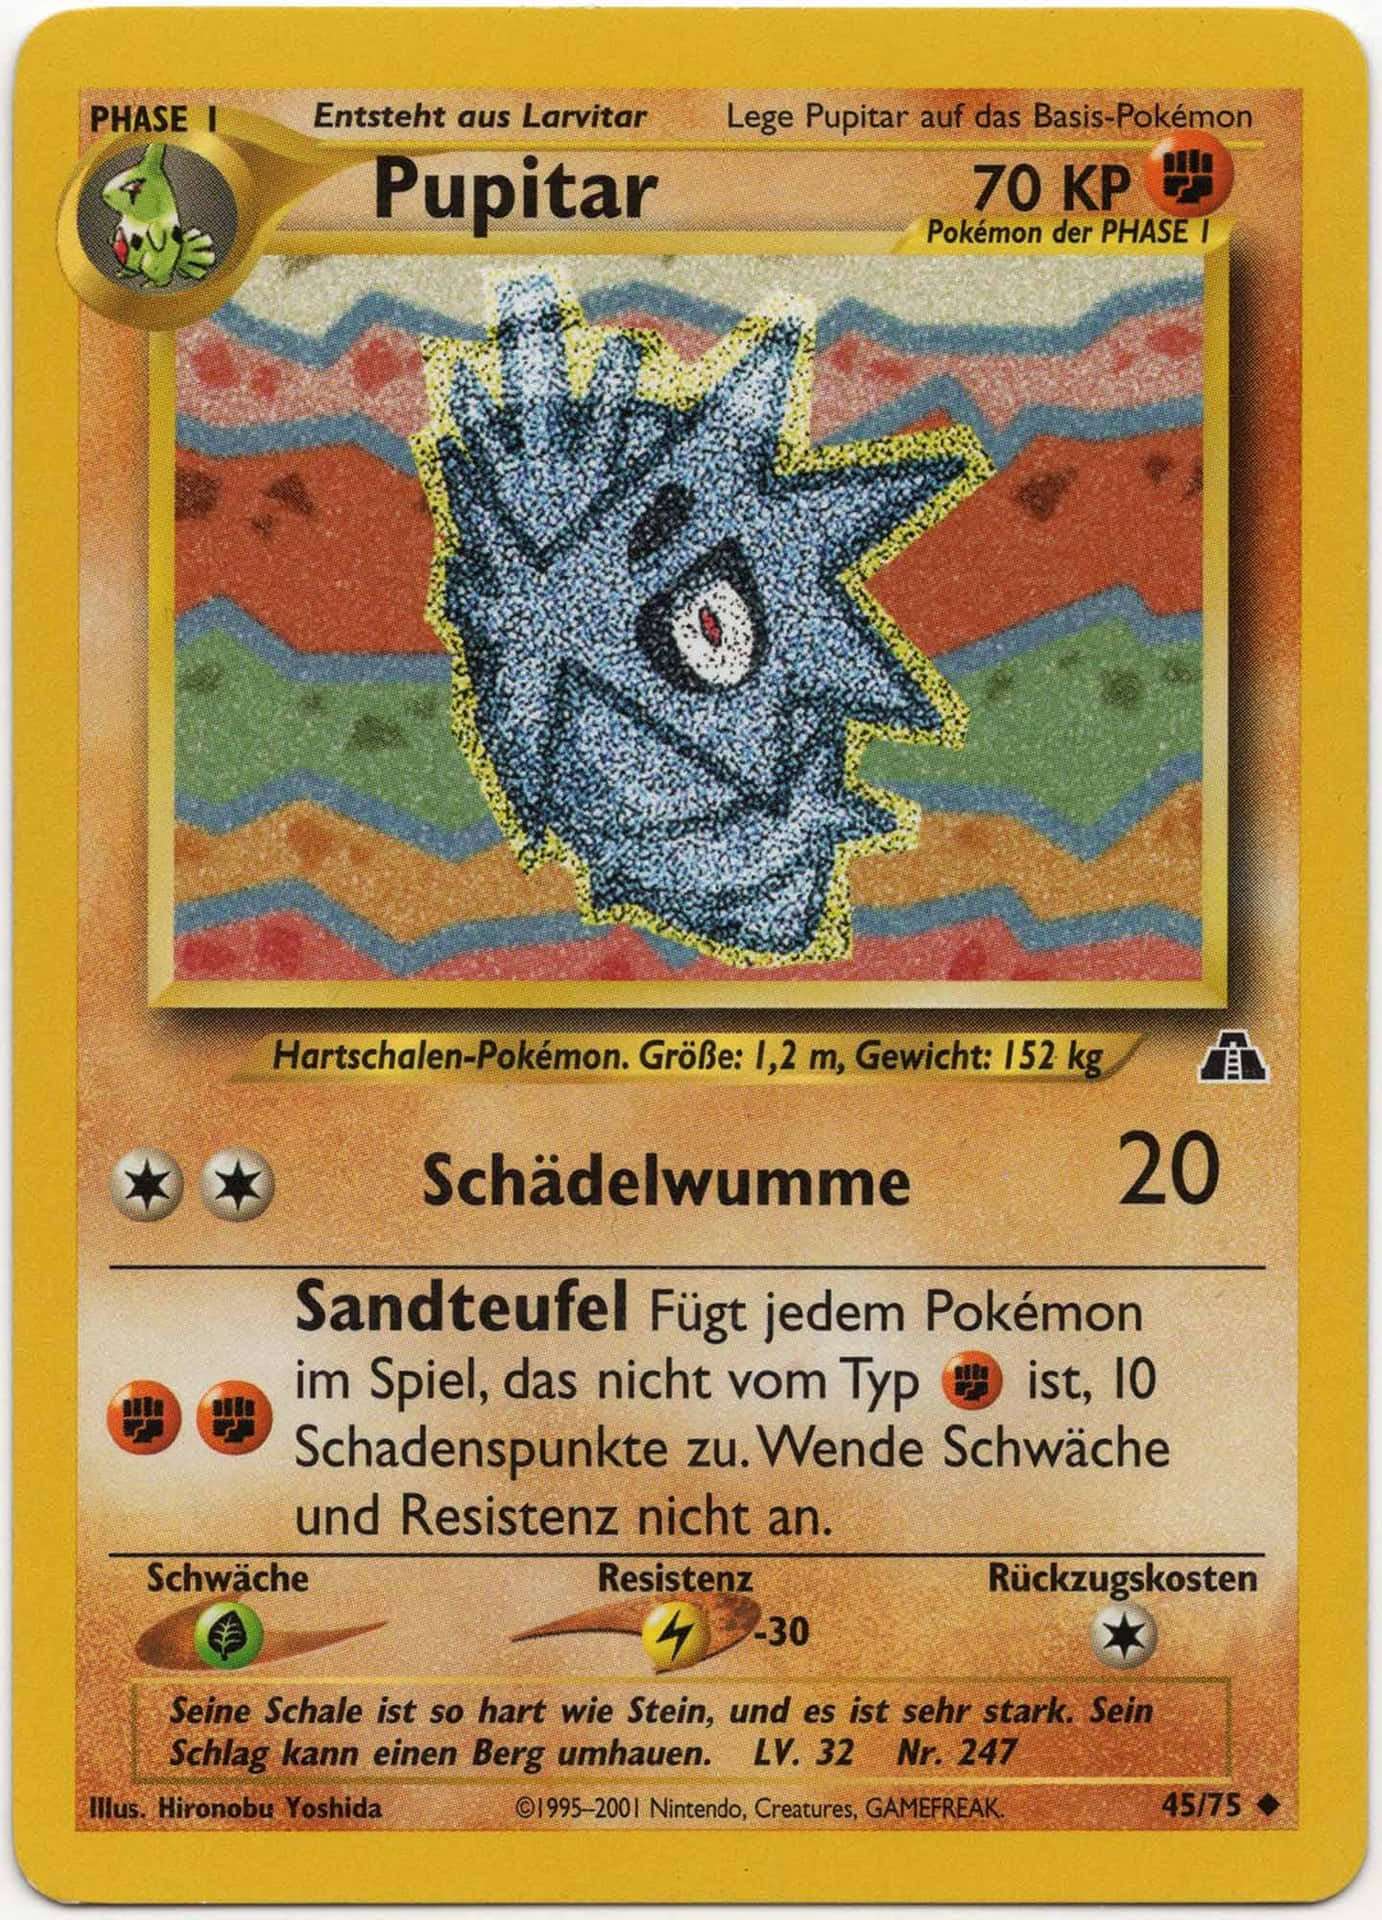 PHASE 1
Entsteht aus Larvitar
Lege Pupitar auf das Basis-Pokémon
Pupitar
70 KP
Pokémon der PHASE 1
Hartschalen-Pokémon. Größe: 1,2 m, Gewicht: 152 kg
Schädelwumme 20
Sandteufel Fügt jedem Pokémon
im Spiel, das nicht vom Typ ist, 10
Schadenspunkte zu. Wende Schwäche
und Resistenz nicht an.
Schwäche Resistenz Rückzugskosten
-30
Seine Schale ist so hart wie Stein, und es ist sehr stark. Sein
Schlag kann einen Berg umhauen. LV. 32 Nr. 247
Illus. Hironobu Yoshida ©1995–2001 Nintendo, Creatures, GAMEFREAK. 45/75